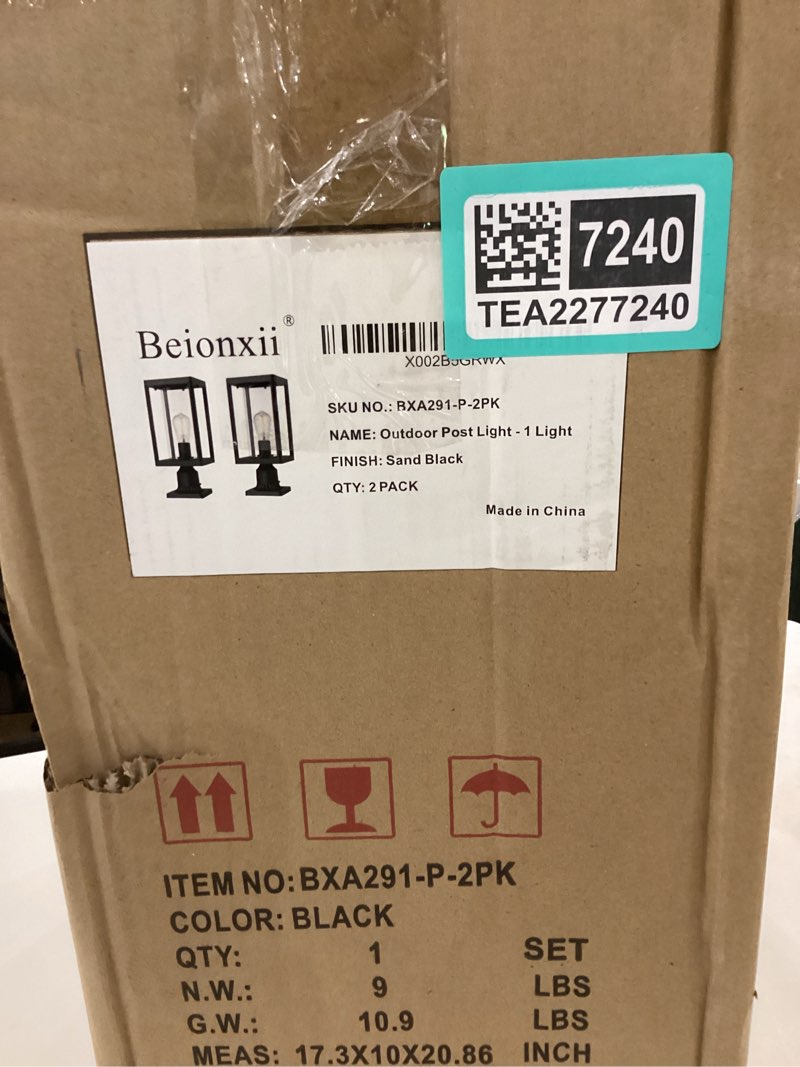 7240
TEA2277240
Beionxii®
SKU NO.: BXA291-P-2PK
NAME: Outdoor Post Light - 1 Light
FINISH: Sand Black
QTY: 2 PACK
Made in China
ITEM NO: BXA291-P-2PK
COLOR: BLACK
QTY: 1 SET
N.W.: 9 LBS
G.W.: 10.9 LBS
MEAS: 17.3X10X20.86 INCH